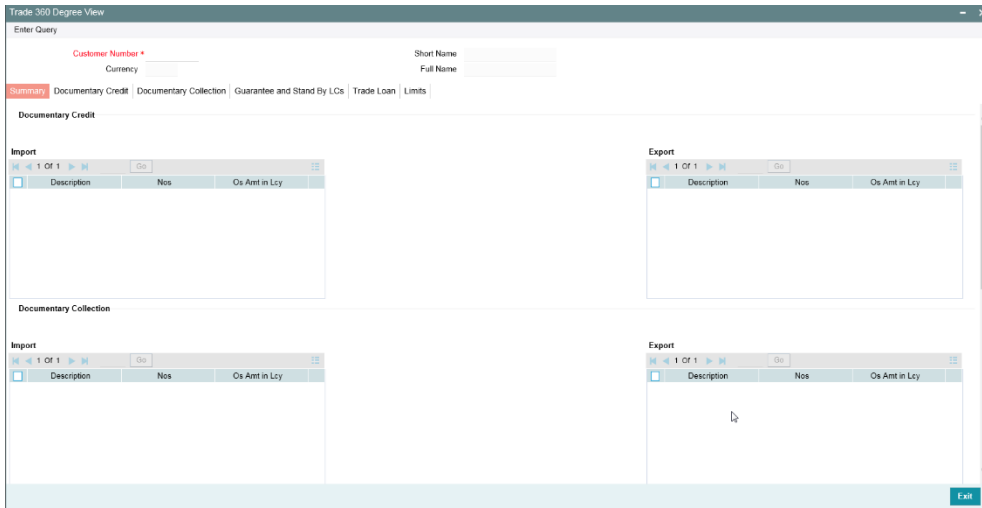 Trade 360 Degree View
Enter Query
Customer Number * Short Name
Currency Full Name
Summary Documentary Credit Documentary Collection Guarantee and Stand By LCs Trade Loan Limits
Documentary Credit
Import Export
1 Of 1 Go 1 Of 1 Go
Description Nos Os Amt in Lcy Description Nos Os Amt in Lcy
Documentary Collection
Import Export
1 Of 1 Go 1 Of 1 Go
Description Nos Os Amt in Lcy Description Nos Os Amt in Lcy
Exit